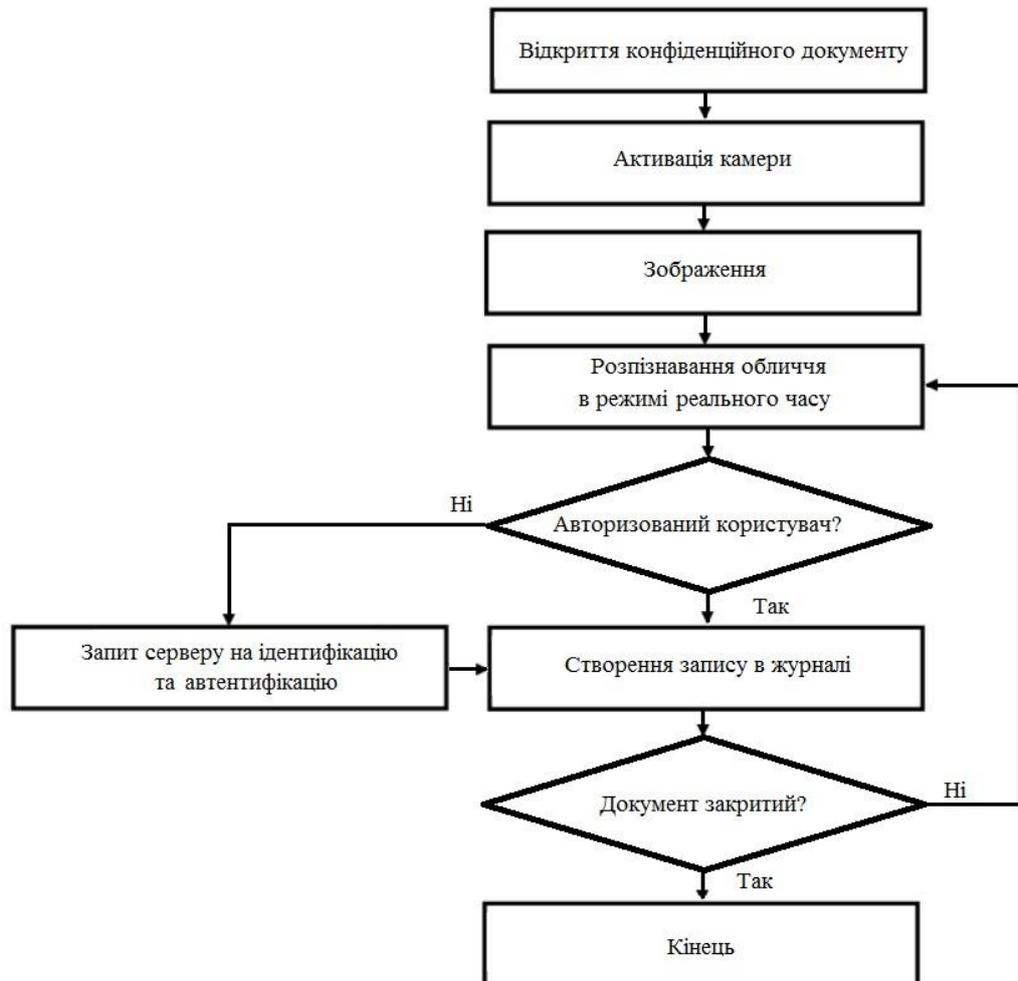 Відкриття конфіденційного документу
Активація камери
Зображення
Розпізнавання обличчя
в режимі реального часу
Ні
Авторизований користувач?
Так
Запит серверу на ідентифікацію
та автентифікацію
Створення запису в журналі
Документ закритий?
Ні
Так
Кінець